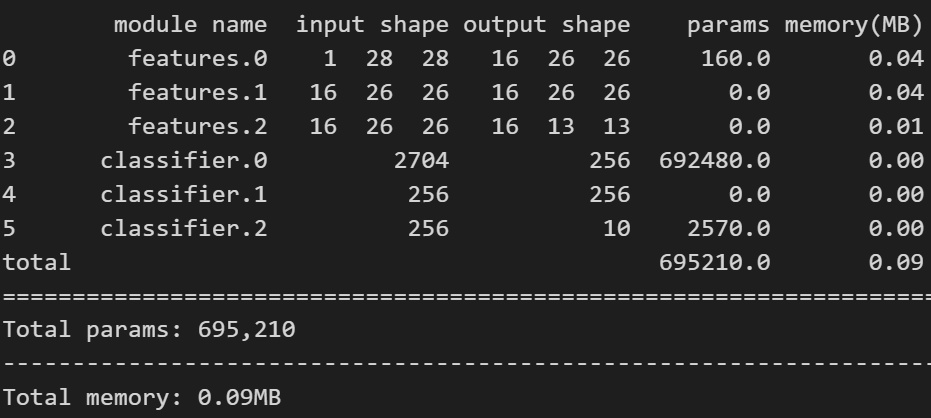 module name input shape output shape params memory(MB)
0 features.0 1 28 28 16 26 26 160.0 0.04
1 features.1 16 26 26 16 26 26 0.0 0.04
2 features.2 16 26 26 16 13 13 0.0 0.01
3 classifier.0 2704 256 692480.0 0.00
4 classifier.1 256 256 0.0 0.00
5 classifier.2 256 10 2570.0 0.00
total 695210.0 0.09
===================================================================
Total params: 695,210
-------------------------------------------------------------------
Total memory: 0.09MB